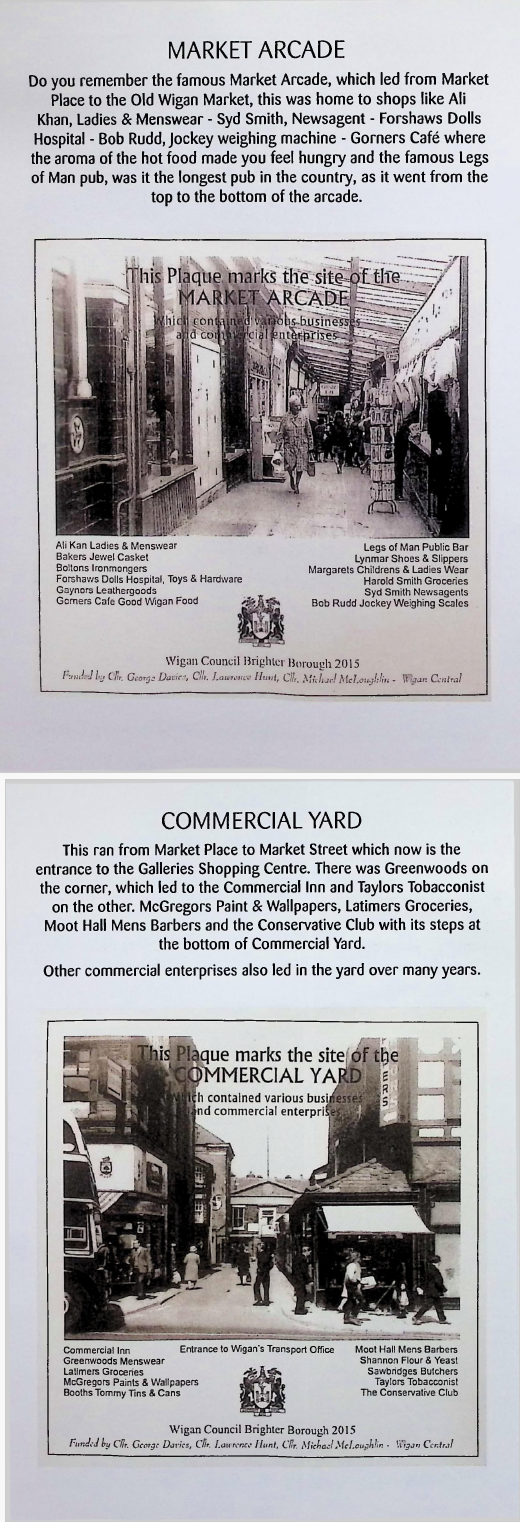 MARKET ARCADE
Do you remember the famous Market Arcade, which led from Market
Place to the Old Wigan Market, this was home to shops like Ali
Khan, Ladies & Menswear - Syd Smith, Newsagent - Forshaws Dolls
Hospital - Bob Rudd, Jockey weighing machine - Gorners Café where
the aroma of the hot food made you feel hungry and the famous Legs
of Man pub, was it the longest pub in the country, as it went from the
top to the bottom of the arcade.
This Plaque marks the site of the
MARKET ARCADE
Which contained various businesses
and commercial enterprises
Ali Kan Ladies & Menswear
Bakers Jewel Casket
Boltons Ironmongers
Forshaws Dolls Hospital, Toys & Hardware
Gaynors Leathergoods
Gorners Cafe Good Wigan Food
Legs of Man Public Bar
Lynmar Shoes & Slippers
Margarets Childrens & Ladies Wear
Harold Smith Groceries
Syd Smith Newsagents
Bob Rudd Jockey Weighing Scales
Wigan Council Brighter Borough 2015
Funded by Cllr. George Davies, Cllr. Lawrence Hunt, Cllr. Michael McLoughlin - Wigan Central
COMMERCIAL YARD
This ran from Market Place to Market Street which now is the
entrance to the Galleries Shopping Centre. There was Greenwoods on
the corner, which led to the Commercial Inn and Taylors Tobacconist
on the other. McGregors Paint & Wallpapers, Latimers Groceries,
Moot Hall Mens Barbers and the Conservative Club with its steps at
the bottom of Commercial Yard.
Other commercial enterprises also led in the yard over many years.
This Plaque marks the site of the
COMMERCIAL YARD
Which contained various businesses
and commercial enterprises
Commercial Inn
Greenwoods Menswear
Latimers Groceries
McGregors Paints & Wallpapers
Booths Tommy Tins & Cans
Entrance to Wigan's Transport Office
Moot Hall Mens Barbers
Shannon Flour & Yeast
Sawbridges Butchers
Taylors Tobacconist
The Conservative Club
Wigan Council Brighter Borough 2015
Funded by Cllr. George Davies, Cllr. Lawrence Hunt, Cllr. Michael McLoughlin - Wigan Central